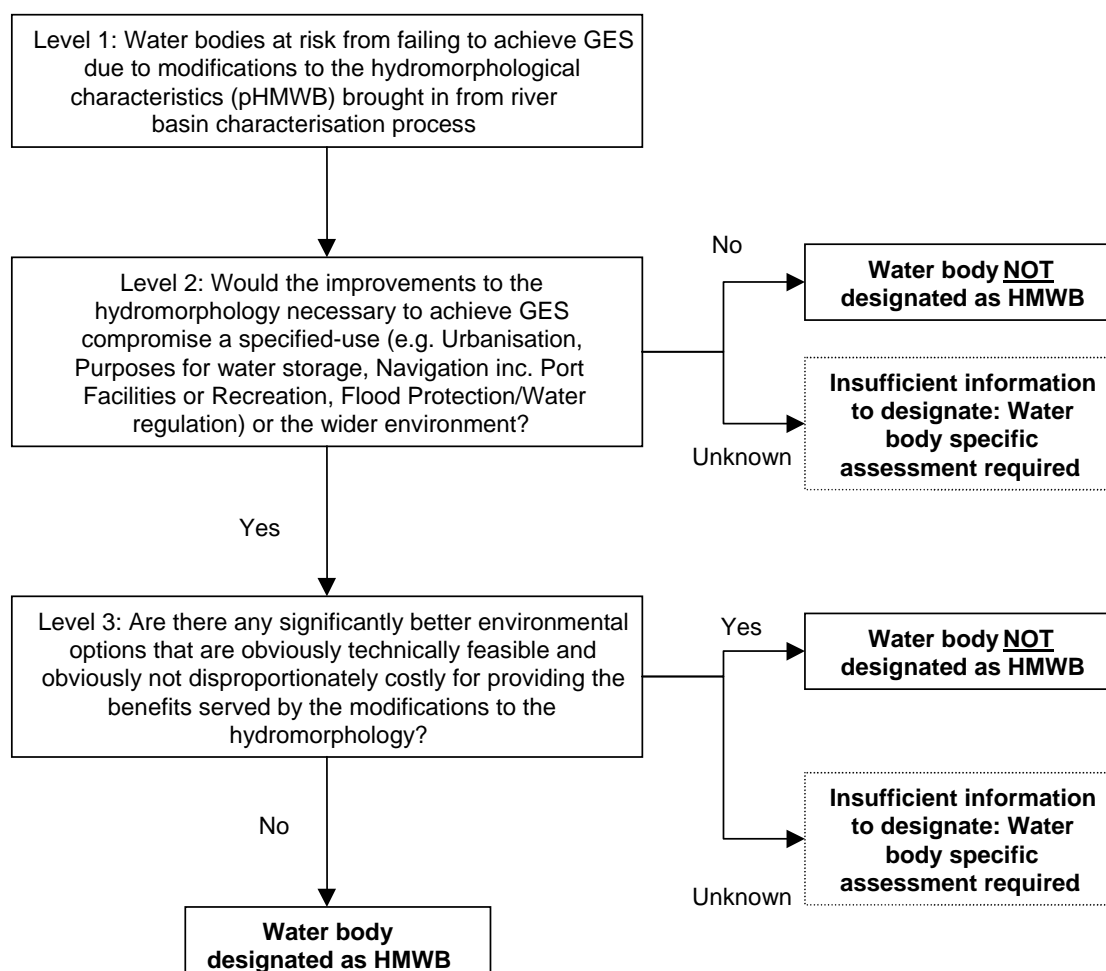 Level 1: Water bodies at risk from failing to achieve GES
due to modifications to the hydromorphological
characteristics (pHMWB) brought in from river
basin characterisation process
No
Water body NOT
designated as HMWB
Level 2: Would the improvements to the
hydromorphology necessary to achieve GES
compromise a specified-use (e.g. Urbanisation,
Purposes for water storage, Navigation inc. Port
Facilities or Recreation, Flood Protection/Water
regulation) or the wider environment?
Insufficient information
to designate: Water
body specific
assessment required
Unknown
Yes
Level 3: Are there any significantly better environmental
options that are obviously technically feasible and
obviously not disproportionately costly for providing the
benefits served by the modifications to the
hydromorphology?
Yes
Water body NOT
designated as HMWB
Insufficient information
to designate: Water
body specific
assessment required
Unknown
No
Water body
designated as HMWB